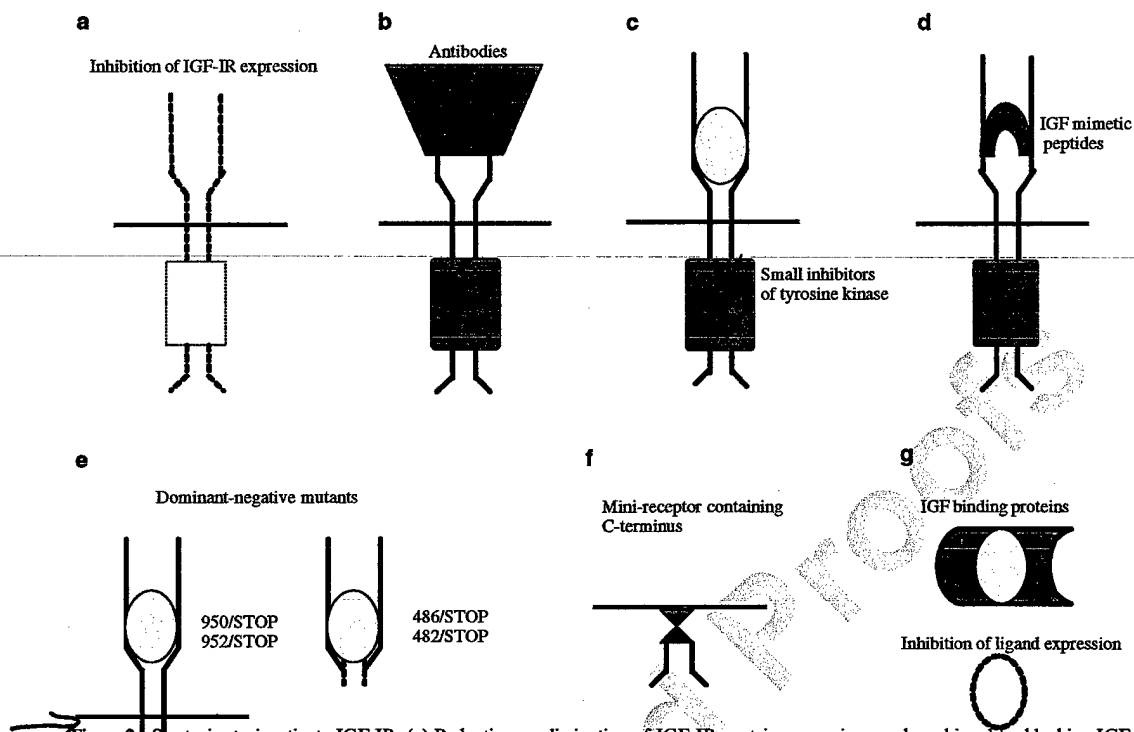 a
b
c
d
Inhibition of IGF-IR expression
Antibodies
IGF mimetic
peptides
Small inhibitors
of tyrosine kinase
e
f
g
Dominant-negative mutants
950/STOP
952/STOP
486/STOP
482/STOP
Mini-receptor containing
C-terminus
IGF binding proteins
Inhibition of ligand expression
Proofs